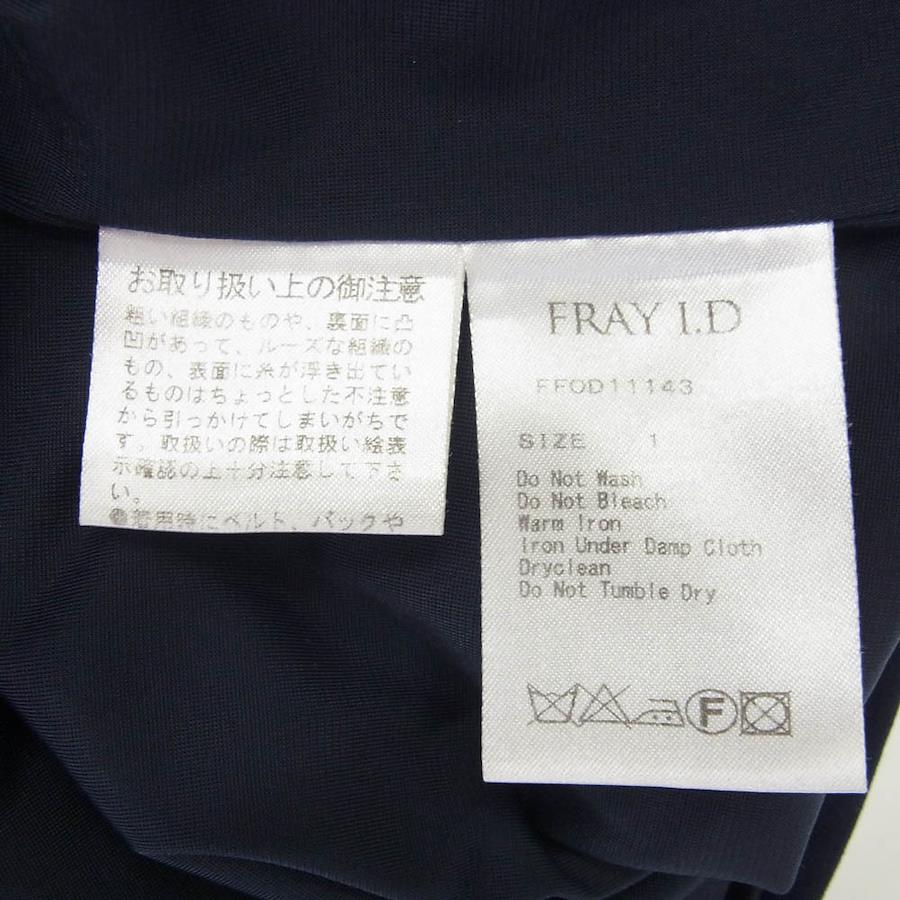 お取り扱い上の御注意
粗い組織のものや、裏面に凸
凹があって、ルーズな組織の
もの、表面に糸が浮き出てい
るものはちょっとした不注意
から引っかけてしまいがちで
す。取扱いの際は取扱い絵表
示確認の上十分注意して下さ
い。
●着用時にベルト、バックや
FRAY I.D
FFOD11143
SIZE 1
Do Not Wash
Do Not Bleach
Warm Iron
Iron Under Damp Cloth
Dryclean
Do Not Tumble Dry
F